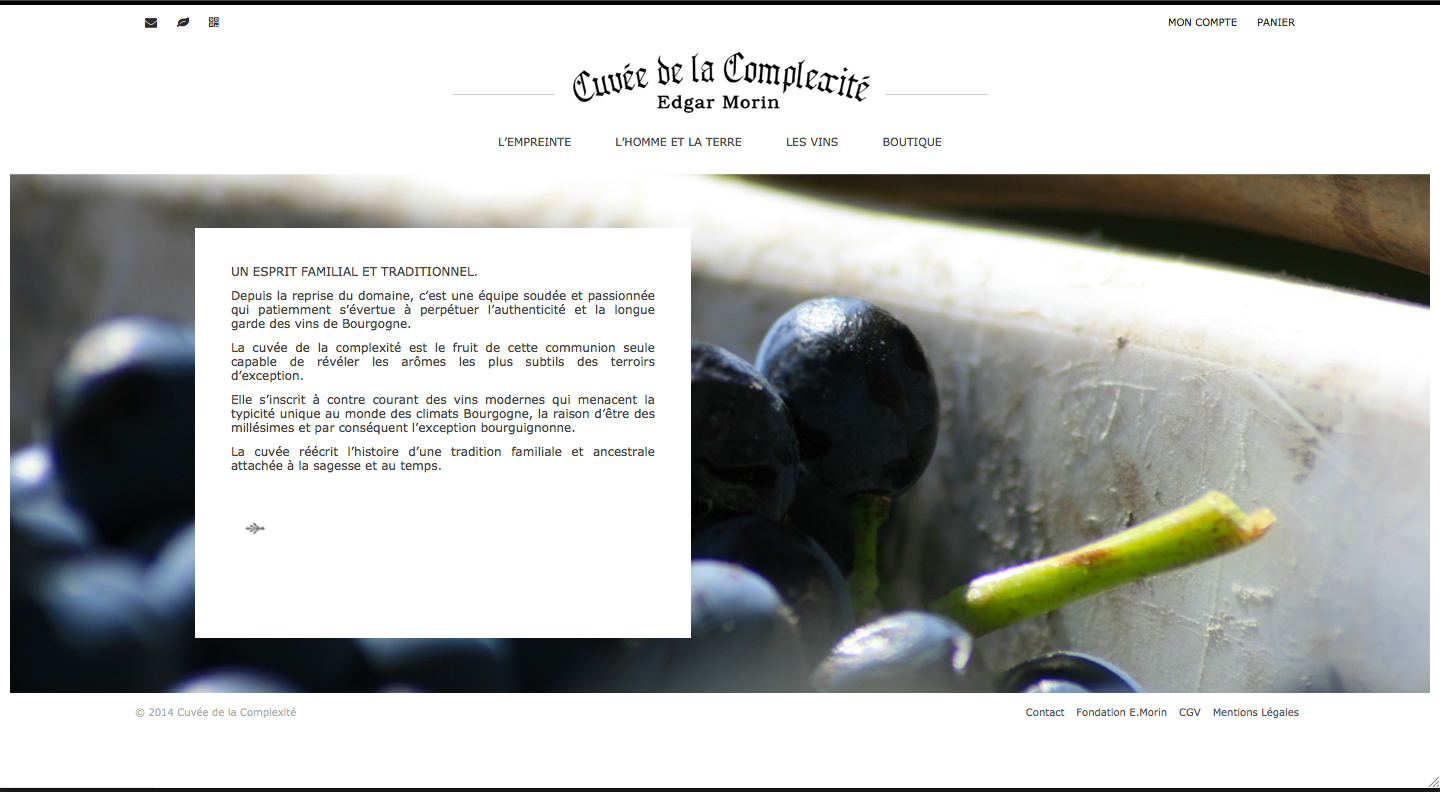 MON COMPTE PANIER
Cuvée de la Complexité
Edgar Morin
L’EMPREINTE L’HOMME ET LA TERRE LES VINS BOUTIQUE
UN ESPRIT FAMILIAL ET TRADITIONNEL.
Depuis la reprise du domaine, c’est une équipe soudée et passionnée
qui patiemment s’évertue à perpétuer l’authenticité et la longue
garde des vins de Bourgogne.
La cuvée de la complexité est le fruit de cette communion seule
capable de révéler les arômes les plus subtils des terroirs
d’exception.
Elle s’inscrit à contre courant des vins modernes qui menacent la
typicité unique au monde des climats Bourgogne, la raison d’être des
millésimes et par conséquent l’exception bourguignonne.
La cuvée réécrit l’histoire d’une tradition familiale et ancestrale
attachée à la sagesse et au temps.
© 2014 Cuvée de la Complexité
Contact Fondation E.Morin CGV Mentions Légales